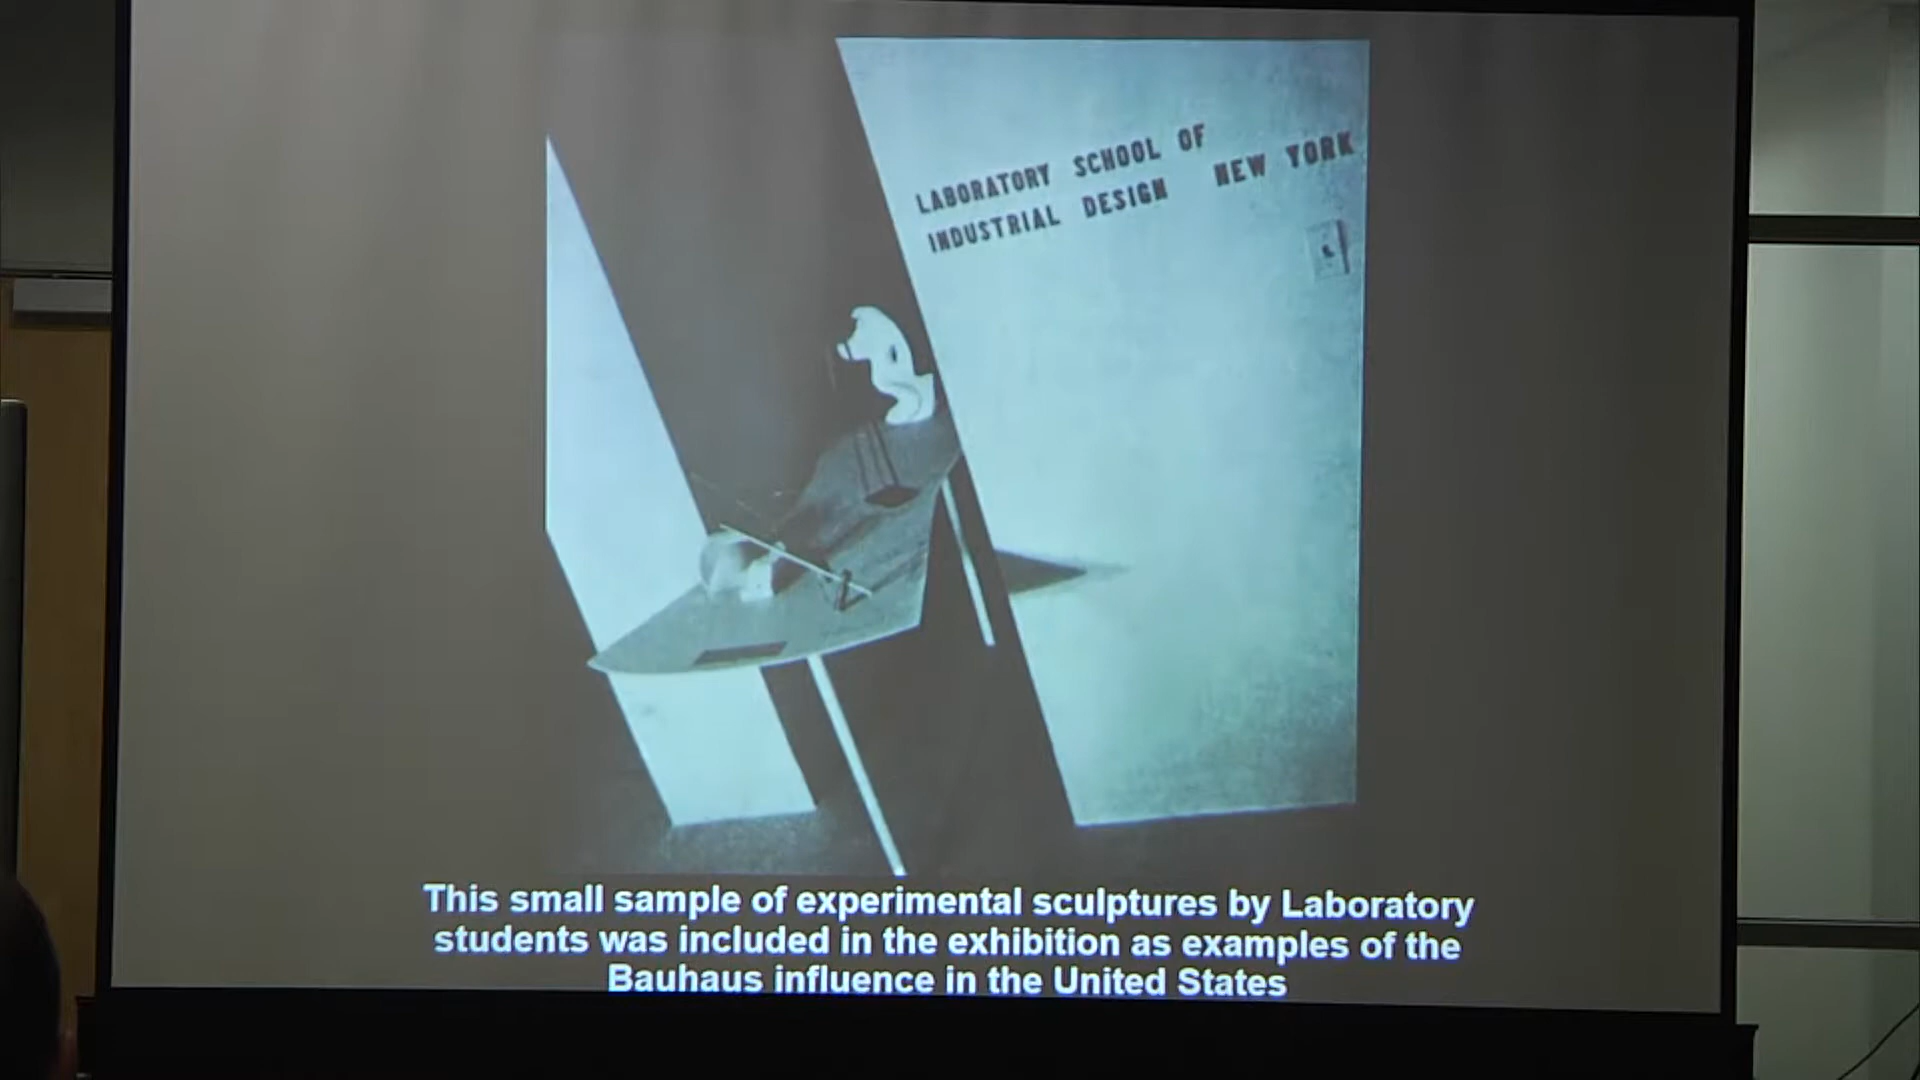 LABORATORY SCHOOL OF
INDUSTRIAL DESIGN NEW YORK
This small sample of experimental sculptures by Laboratory
students was included in the exhibition as examples of the
Bauhaus influence in the United States